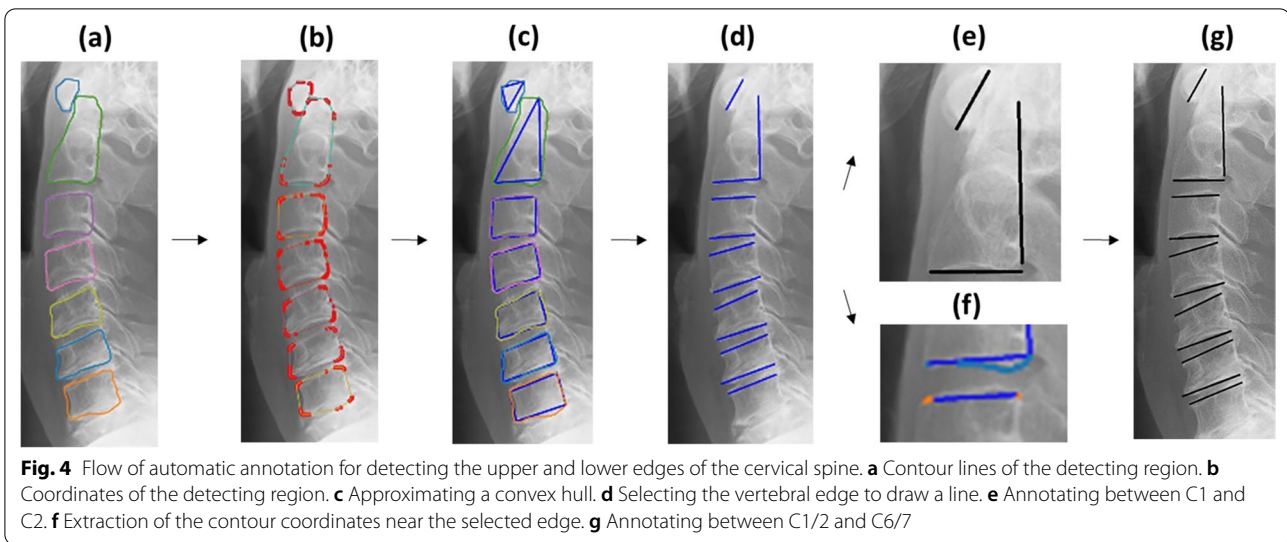 (a) (b) (c) (d) (e) (g)
(f)
Fig. 4 Flow of automatic annotation for detecting the upper and lower edges of the cervical spine. a Contour lines of the detecting region. b
Coordinates of the detecting region. c Approximating a convex hull. d Selecting the vertebral edge to draw a line. e Annotating between C1 and
C2. f Extraction of the contour coordinates near the selected edge. g Annotating between C1/2 and C6/7